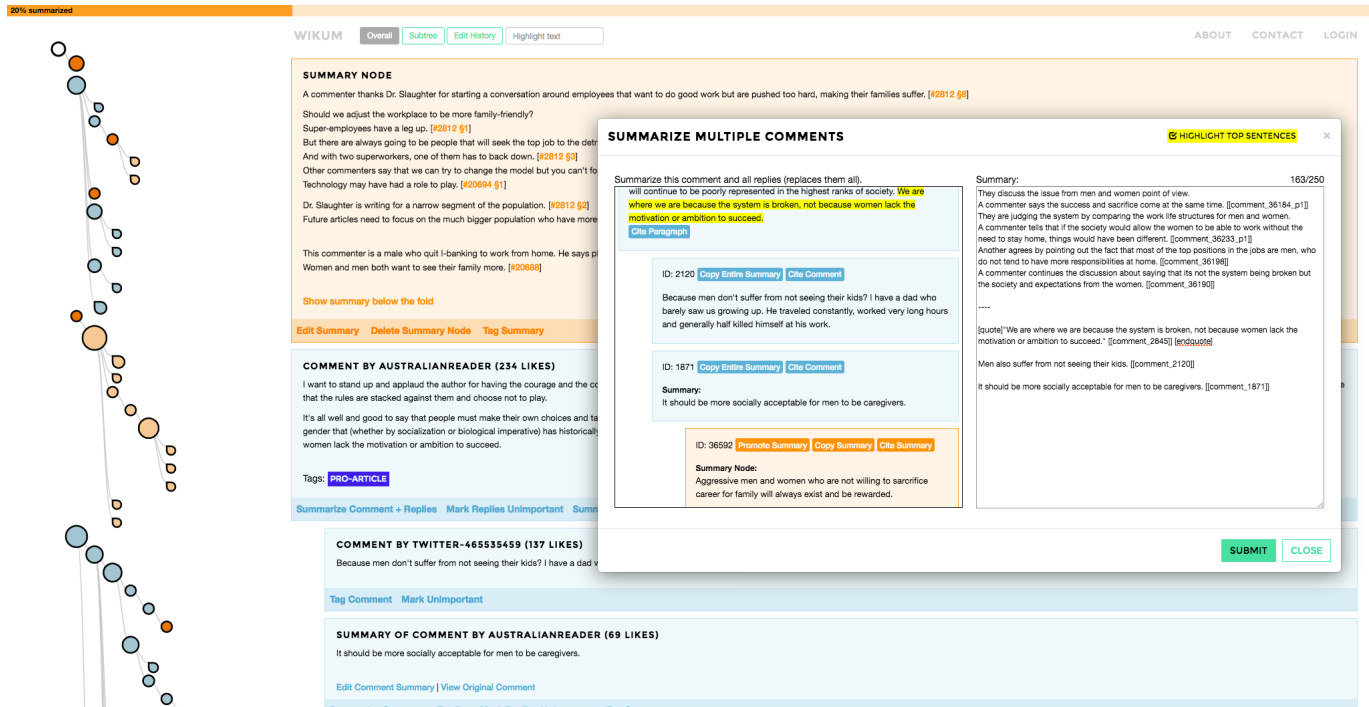 20% summarized
WIKUM Overall Subtree Edit History Highlight text ABOUT CONTACT LOGIN
SUMMARY NODE
A commenter thanks Dr. Slaughter for starting a conversation around employees that want to do good work but are pushed too hard, making their families suffer. [#2812 §6]
Should we adjust the workplace to be more family-friendly?
Super-employees have a leg up. [#2812 §1]
But there are always going to be people that will seek the top job to the detr
And with two superworkers, one of them has to back down. [#2812 §3]
Other commenters say that we can try to change the model but you can't fo
Technology may have had a role to play. [#20694 §1]
Dr. Slaughter is writing for a narrow segment of the population. [#2812 §2]
Future articles need to focus on the much bigger population who have more
This commenter is a male who quit I-banking to work from home. He says pl
Women and men both want to see their family more. [#20688]
Show summary below the fold
Edit Summary Delete Summary Node Tag Summary
COMMENT BY AUSTRALIANREADER (234 LIKES)
I want to stand up and applaud the author for having the courage and the co
that the rules are stacked against them and choose not to play.
It's all well and good to say that people must make their own choices and ta
gender that (whether by socialization or biological imperative) has historically
women lack the motivation or ambition to succeed.
Tags: PRO-ARTICLE
Summarize Comment + Replies Mark Replies Unimportant Summ
COMMENT BY TWITTER-465535459 (137 LIKES)
Because men don't suffer from not seeing their kids? I have a dad w
Tag Comment Mark Unimportant
SUMMARY OF COMMENT BY AUSTRALIANREADER (69 LIKES)
It should be more socially acceptable for men to be caregivers.
Edit Comment Summary | View Original Comment
SUMMARIZE MULTIPLE COMMENTS
HIGHLIGHT TOP SENTENCES ×
Summarize this comment and all replies (replaces them all).
will continue to be poorly represented in the highest ranks of society. We are
where we are because the system is broken, not because women lack the
motivation or ambition to succeed.
Cite Paragraph
ID: 2120 Copy Entire Summary Cite Comment
Because men don't suffer from not seeing their kids? I have a dad who
barely saw us growing up. He traveled constantly, worked very long hours
and generally half killed himself at his work.
ID: 1871 Copy Entire Summary Cite Comment
Summary:
It should be more socially acceptable for men to be caregivers.
ID: 36592 Promote Summary Copy Summary Cite Summary
Summary Node:
Aggressive men and women who are not willing to sarcrifice
career for family will always exist and be rewarded.
Summary: 163/250
They discuss the issue from men and women point of view.
A commenter says the success and sacrifice come at the same time. [[comment_36184_p1]]
They are judging the system by comparing the work life structures for men and women.
A commenter tells that if the society would allow the women to be able to work without the
need to stay home, things would have been different. [[comment_36233_p1]]
Another agrees by pointing out the fact that most of the top positions in the jobs are men, who
do not tend to have more responsibilities at home. [[comment_36198]]
A commenter continues the discussion about saying that its not the system being broken but
the society and expectations from the women. [[comment_36190]]
----
[quote]"We are where we are because the system is broken, not because women lack the
motivation or ambition to succeed." [[comment_2845]] [endquote]
Men also suffer from not seeing their kids. [[comment_2120]]
It should be more socially acceptable for men to be caregivers. [[comment_1871]]
SUBMIT CLOSE